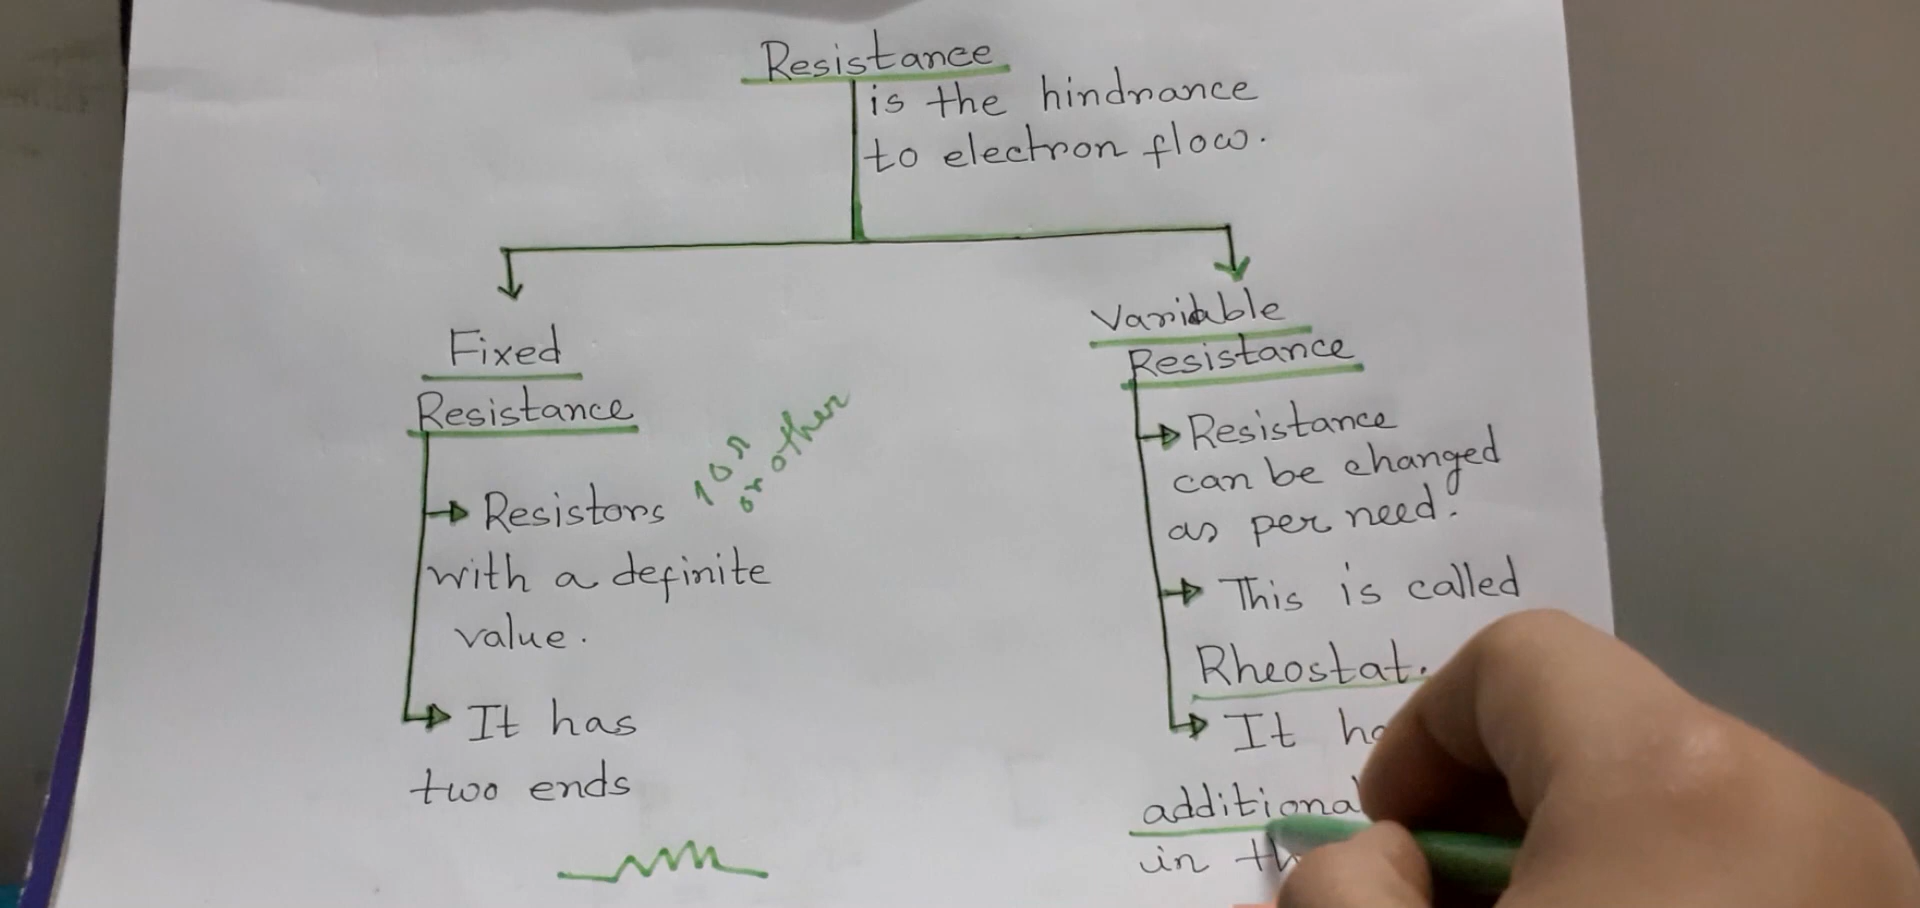 Resistance
is the hindrance
to electron flow.
Fixed
Resistance
Resistors
with a definite
value.
It has
two ends
10Ω
or other
Variable
Resistance
Resistance
can be changed
as per need.
This is called
Rheostat.
It
additional
in